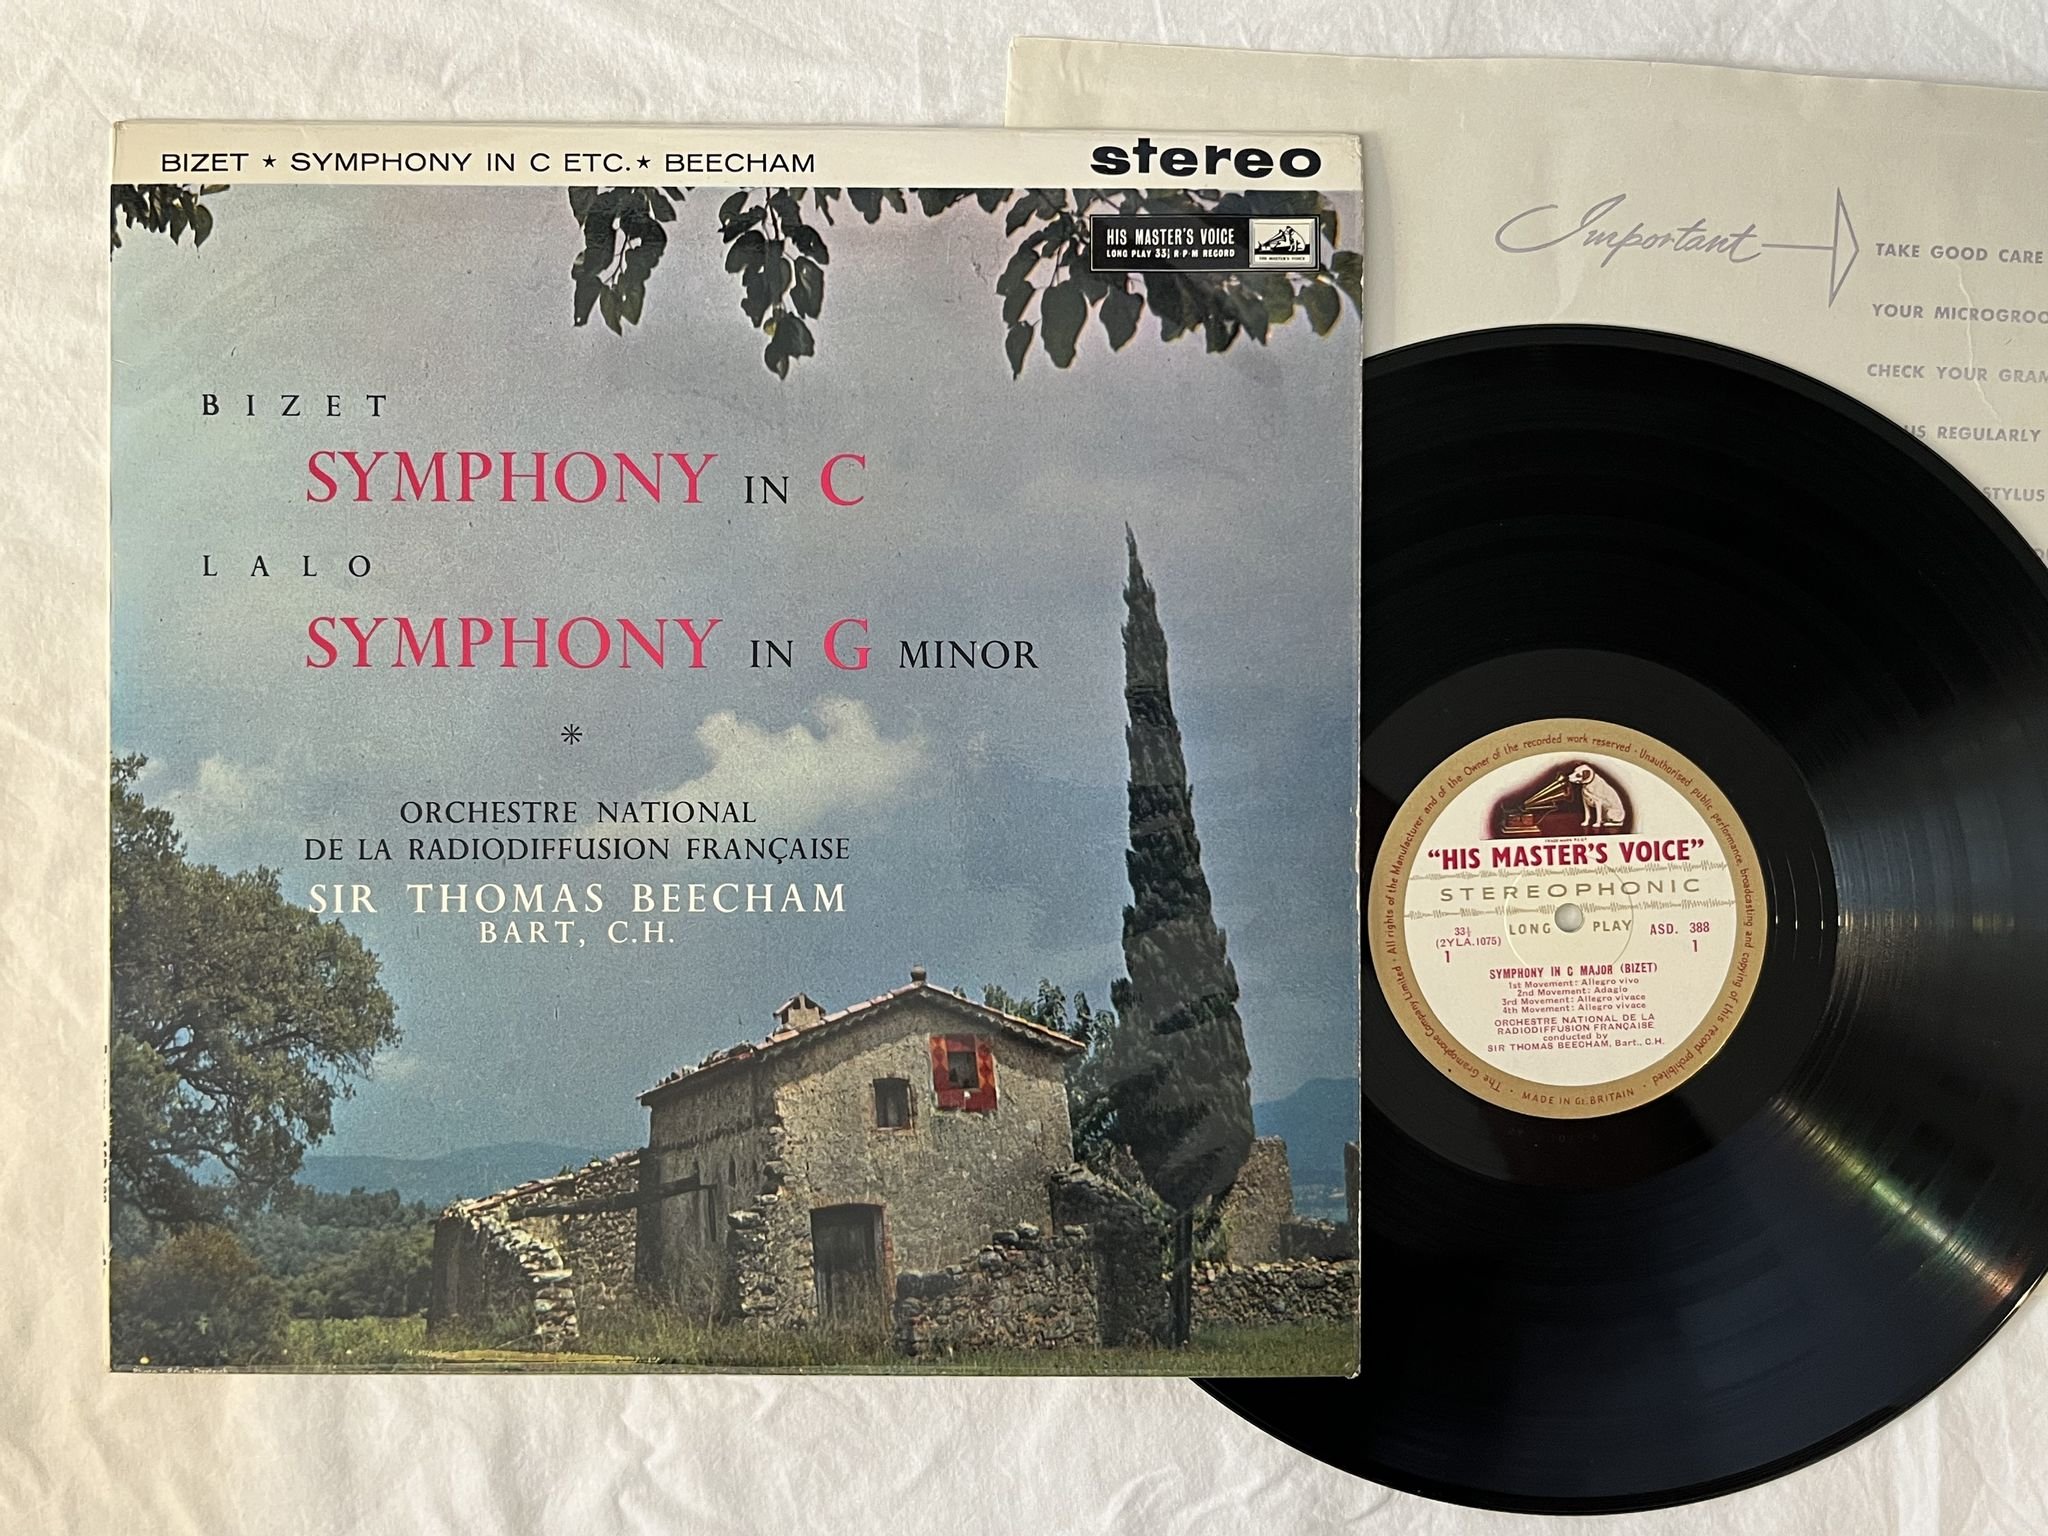 BIZET ★ SYMPHONY IN C ETC. ★ BEECHAM
stereo
HIS MASTER'S VOICE
LONG PLAY 33⅓ R·P·M RECORD
HIS MASTER'S VOICE
BIZET
SYMPHONY IN C
LALO
SYMPHONY IN G MINOR
*
ORCHESTRE NATIONAL
DE LA RADIODIFFUSION FRANÇAISE
SIR THOMAS BEECHAM
BART, C.H.
Important
TAKE GOOD CARE
YOUR MICROGROO
CHECK YOUR GRAM
US REGULARLY
STYLUS
The Gramophone Company Limited · All rights of the Manufacturer and of the Owner of the recorded work reserved · Unauthorised public performance, broadcasting and copying of this record prohibited ·
MADE IN GT. BRITAIN
"HIS MASTER'S VOICE"
STEREOPHONIC
LONG PLAY
33⅓
(2YLA.1075)
1
ASD. 388
1
SYMPHONY IN C MAJOR (BIZET)
1st Movement: Allegro vivo
2nd Movement: Adagio
3rd Movement: Allegro vivace
4th Movement: Allegro vivace
ORCHESTRE NATIONAL DE LA
RADIODIFFUSION FRANÇAISE
conducted by
SIR THOMAS BEECHAM, Bart., C.H.